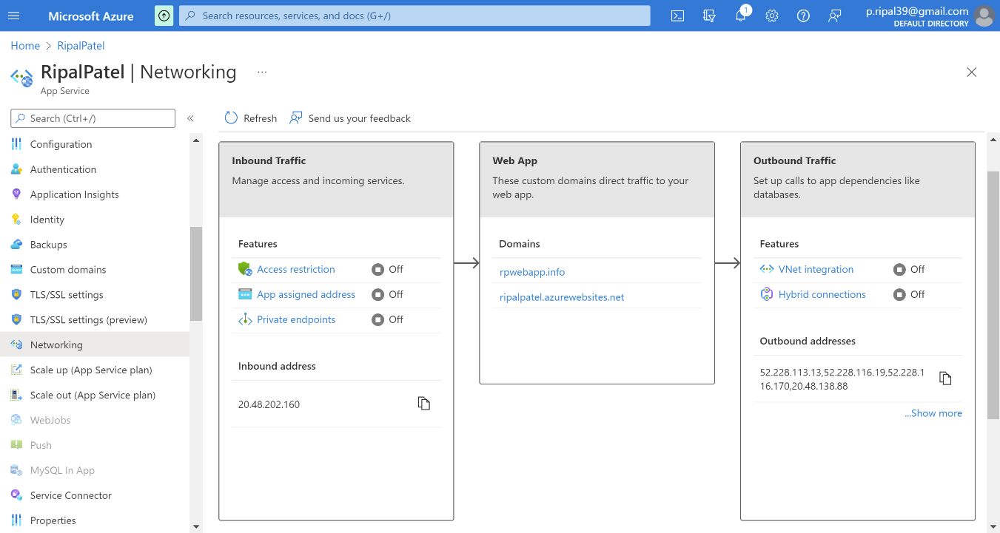 Microsoft Azure
Search resources, services, and docs (G+/)
1
p.ripal39@gmail.com
DEFAULT DIRECTORY
Home > RipalPatel
RipalPatel | Networking ...
App Service
Search (Ctrl+/)
«
Configuration
Authentication
Application Insights
Identity
Backups
Custom domains
TLS/SSL settings
TLS/SSL settings (preview)
Networking
Scale up (App Service plan)
Scale out (App Service plan)
WebJobs
Push
MySQL In App
Service Connector
Properties
Refresh
Send us your feedback
Inbound Traffic
Manage access and incoming services.
Features
Access restriction Off
App assigned address Off
Private endpoints Off
Inbound address
20.48.202.160
Web App
These custom domains direct traffic to your
web app.
Domains
rpwebapp.info
ripalpatel.azurewebsites.net
Outbound Traffic
Set up calls to app dependencies like
databases.
Features
VNet integration Off
Hybrid connections Off
Outbound addresses
52.228.113.13,52.228.116.19,52.228.1
16.170,20.48.138.88
...Show more